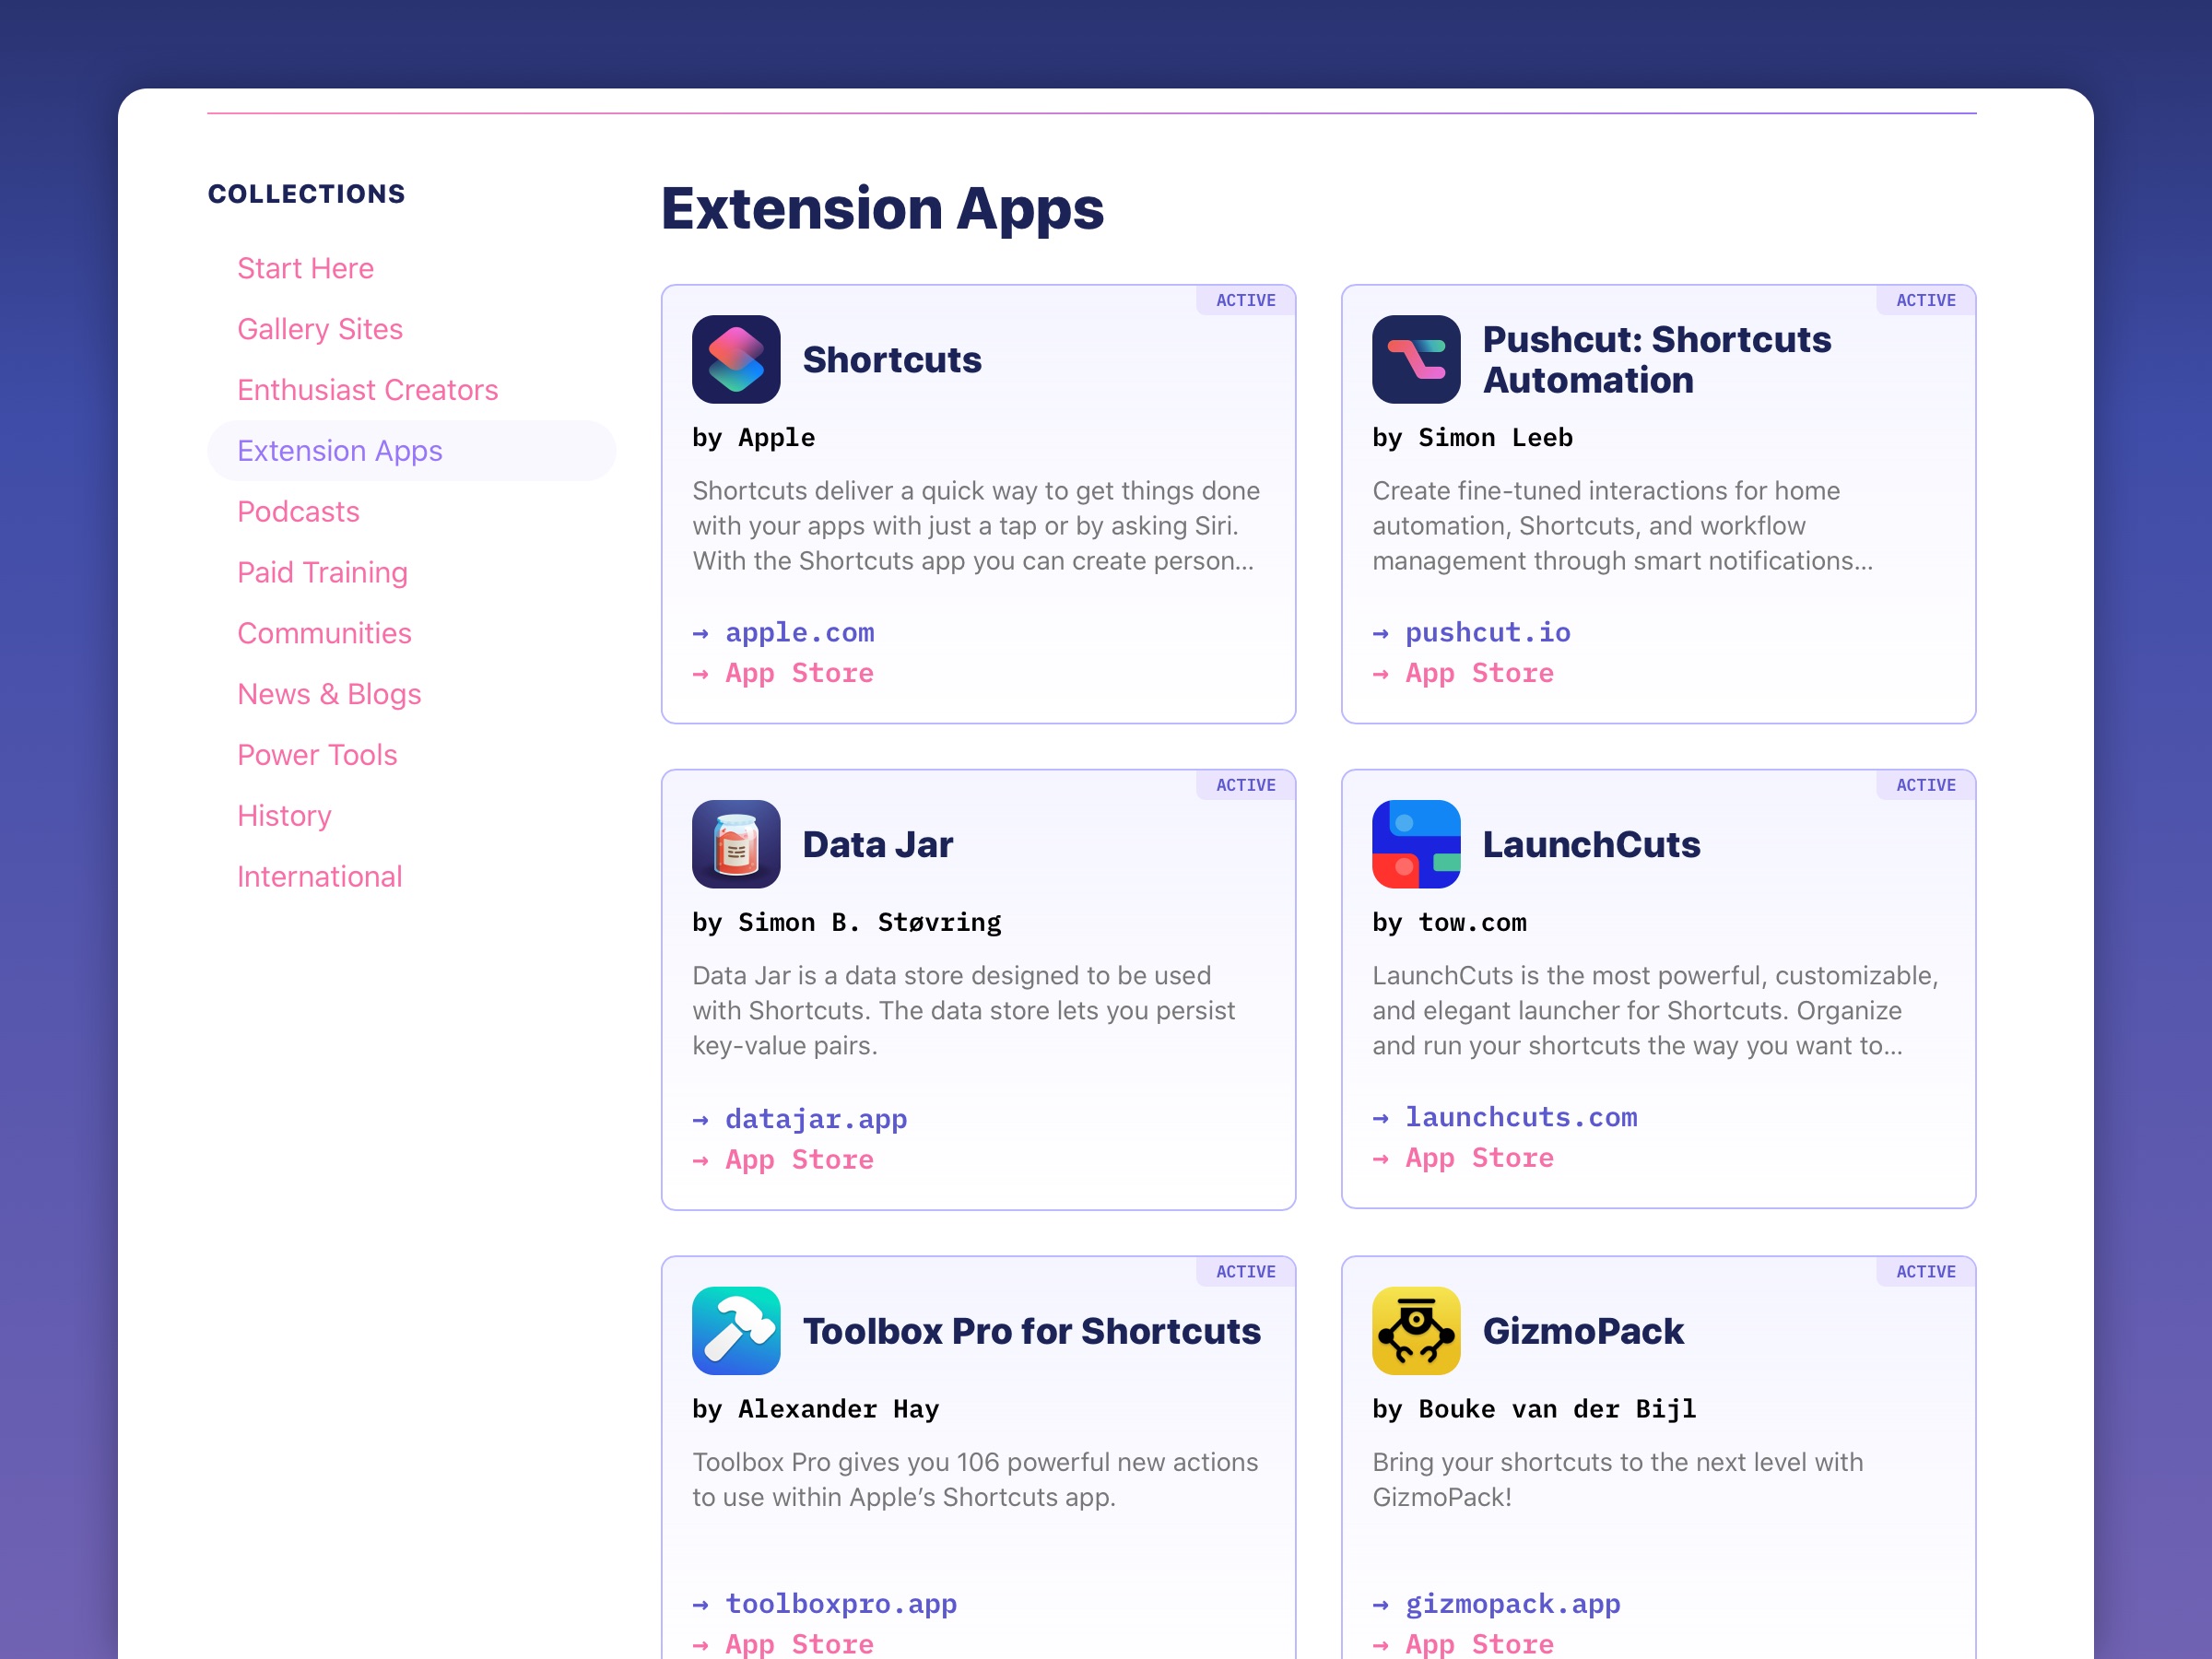 COLLECTIONS
Start Here
Gallery Sites
Enthusiast Creators
Extension Apps
Podcasts
Paid Training
Communities
News & Blogs
Power Tools
History
International
Extension Apps
ACTIVE
Shortcuts
by Apple
Shortcuts deliver a quick way to get things done
with your apps with just a tap or by asking Siri.
With the Shortcuts app you can create person...
→ apple.com
→ App Store
ACTIVE
Pushcut: Shortcuts
Automation
by Simon Leeb
Create fine-tuned interactions for home
automation, Shortcuts, and workflow
management through smart notifications...
→ pushcut.io
→ App Store
ACTIVE
Data Jar
by Simon B. Støvring
Data Jar is a data store designed to be used
with Shortcuts. The data store lets you persist
key-value pairs.
→ datajar.app
→ App Store
ACTIVE
LaunchCuts
by tow.com
LaunchCuts is the most powerful, customizable,
and elegant launcher for Shortcuts. Organize
and run your shortcuts the way you want to...
→ launchcuts.com
→ App Store
ACTIVE
Toolbox Pro for Shortcuts
by Alexander Hay
Toolbox Pro gives you 106 powerful new actions
to use within Apple’s Shortcuts app.
→ toolboxpro.app
→ App Store
ACTIVE
GizmoPack
by Bouke van der Bijl
Bring your shortcuts to the next level with
GizmoPack!
→ gizmopack.app
→ App Store